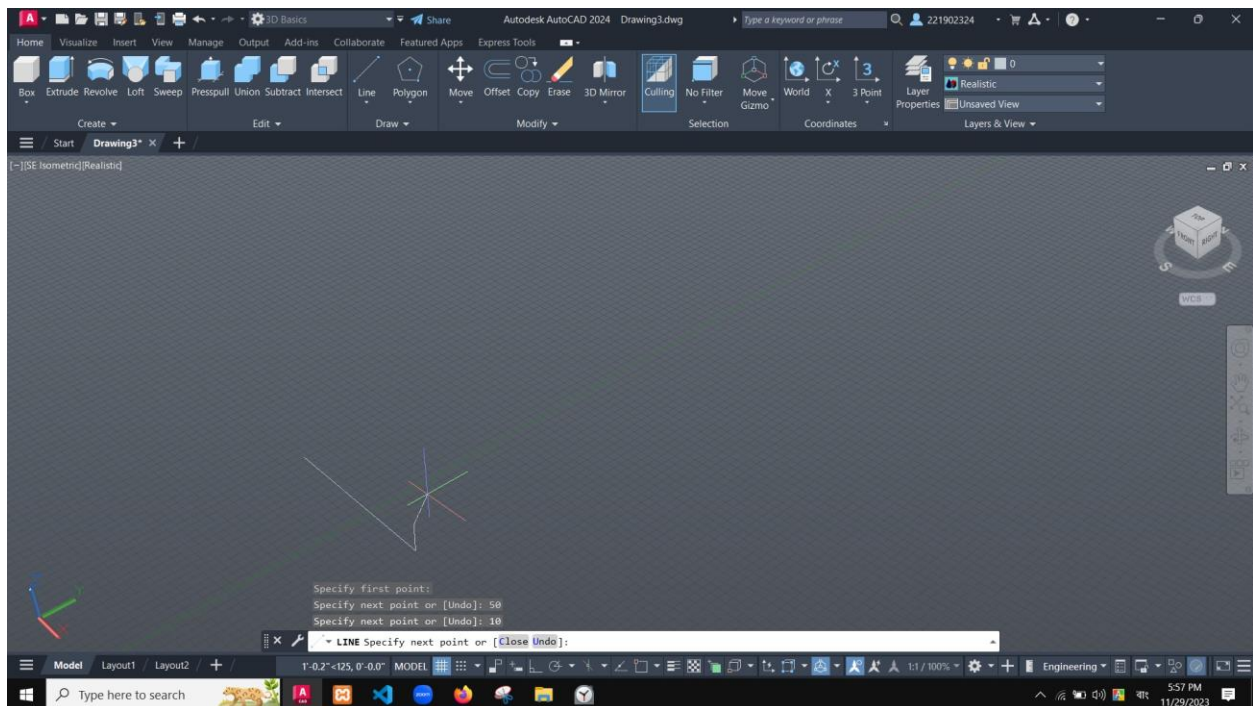 A 3D Basics Share Autodesk AutoCAD 2024 Drawing3.dwg Type a keyword or phrase 221902324
Home Visualize Insert View Manage Output Add-ins Collaborate Featured Apps Express Tools
Box Extrude Revolve Loft Sweep Presspull Union Subtract Intersect Line Polygon Move Offset Copy Erase 3D Mirror Culling No Filter Move Gizmo World X 3 Point Layer Properties
0
Realistic
Unsaved View
Create Edit Draw Modify Selection Coordinates Layers & View
Start Drawing3* × +
[−][SE Isometric][Realistic]
TOP
FRONT RIGHT
S E
WCS
Specify first point:
Specify next point or [Undo]: 50
Specify next point or [Undo]: 10
LINE Specify next point or [Close Undo]:
Model Layout1 Layout2 + 1'-0.2"<125, 0'-0.0" MODEL 1:1 / 100% Engineering
Type here to search zoom বাং 5:57 PM
11/29/2023